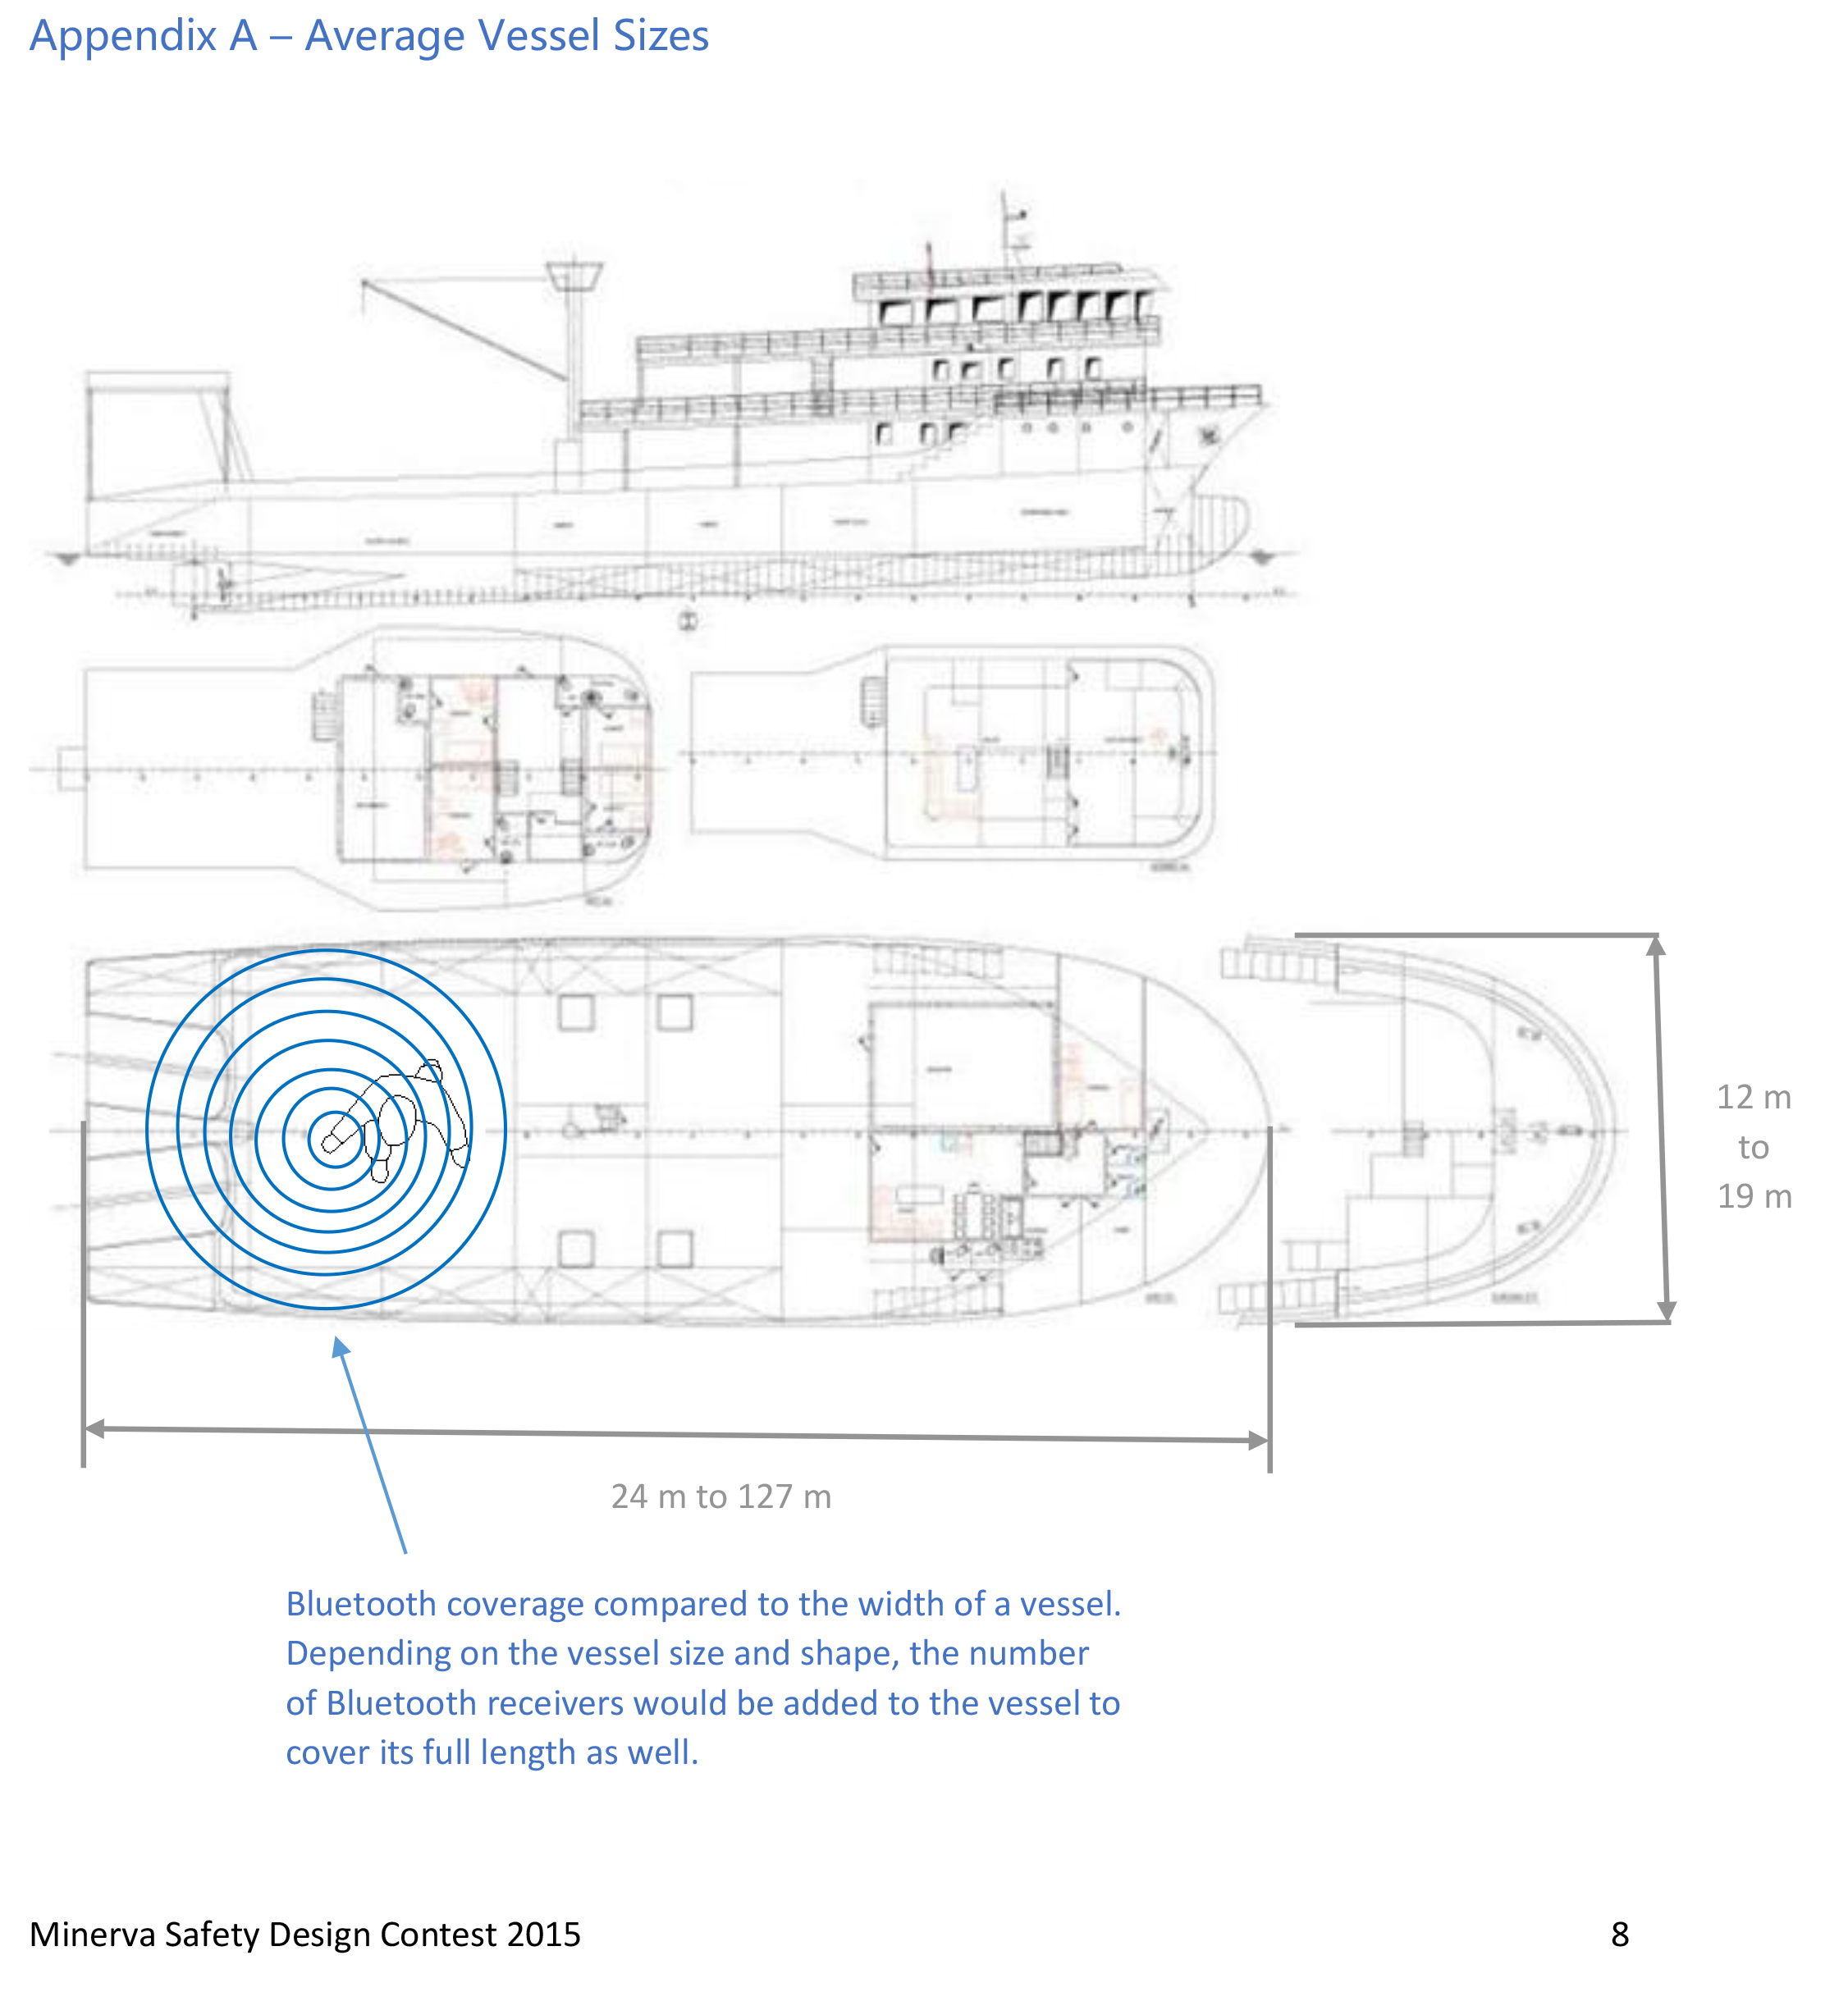 Appendix A – Average Vessel Sizes
12 m
to
19 m
24 m to 127 m
Bluetooth coverage compared to the width of a vessel.
Depending on the vessel size and shape, the number
of Bluetooth receivers would be added to the vessel to
cover its full length as well.
Minerva Safety Design Contest 2015
8